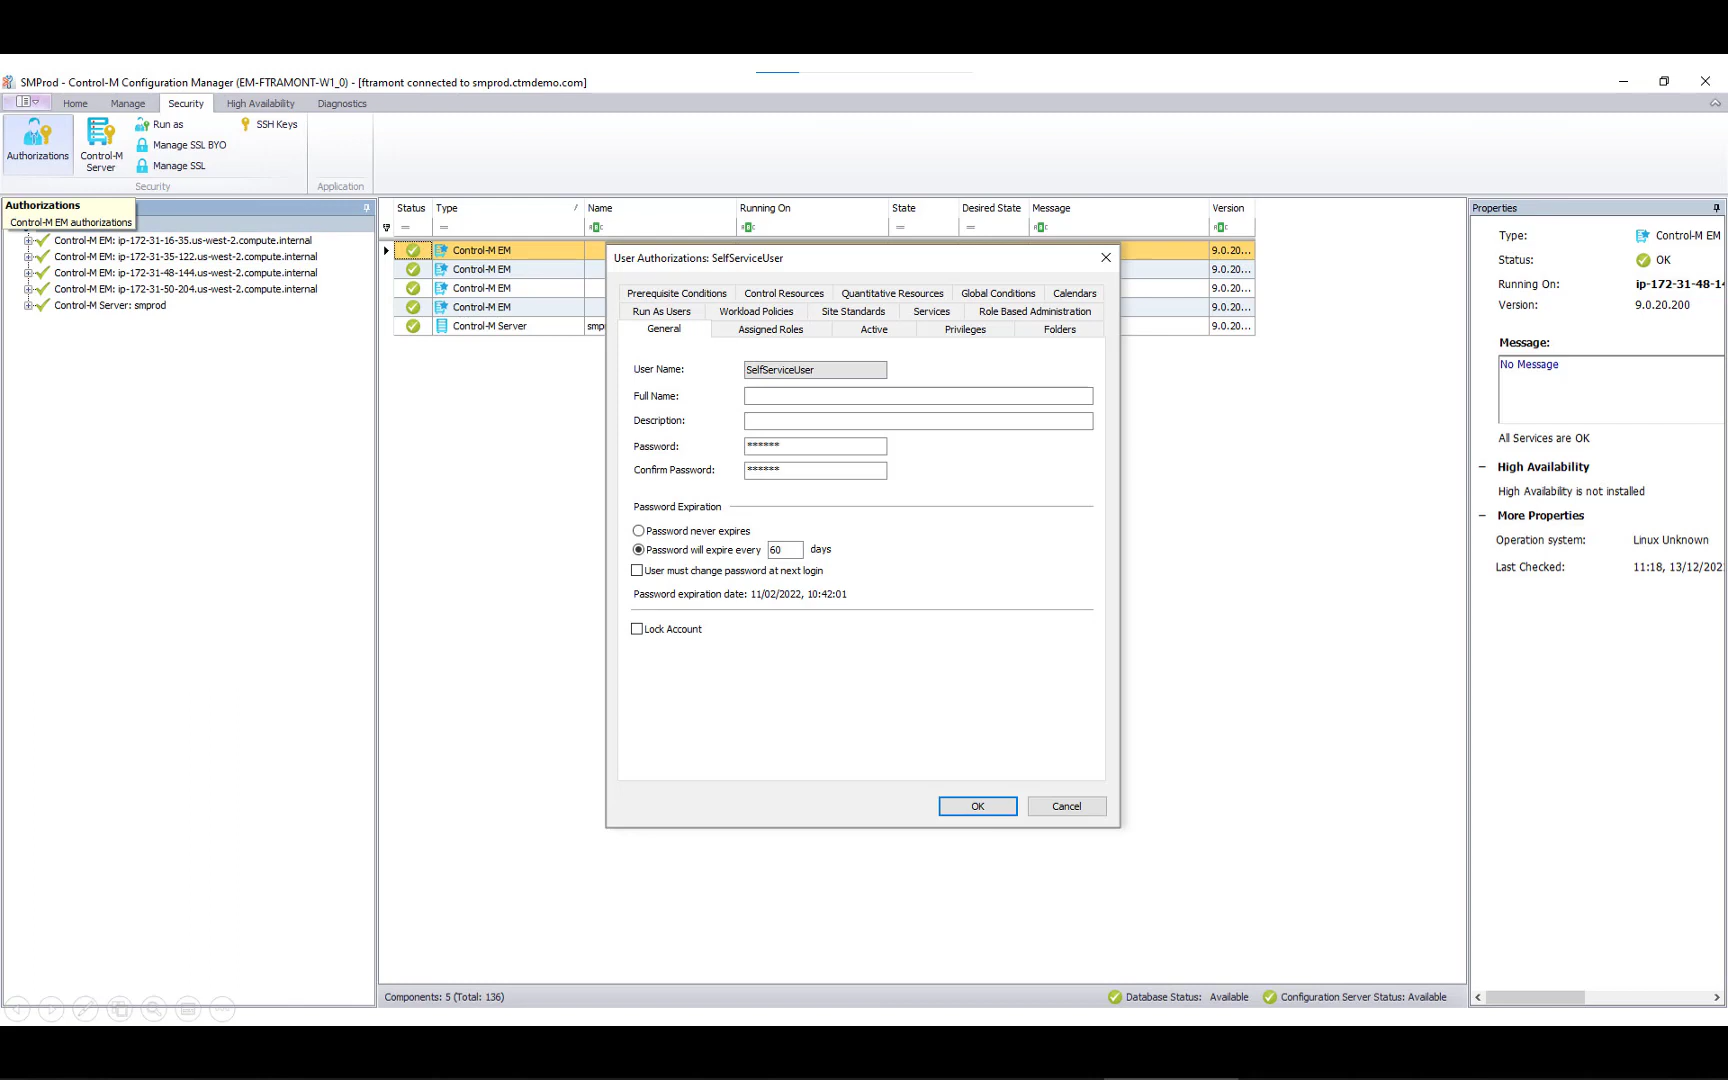 SMProd - Control-M Configuration Manager (EM-FTRAMONT-W1_0) - [ftramont connected to smprod.ctmdemo.com]
Home Manage Security High Availability Diagnostics
Authorizations
Control-M Server
Run as
Manage SSL BYO
Manage SSL
SSH Keys
Security
Application
Authorizations
Control-M EM authorizations
Control-M EM: ip-172-31-16-35.us-west-2.compute.internal
Control-M EM: ip-172-31-35-122.us-west-2.compute.internal
Control-M EM: ip-172-31-48-144.us-west-2.compute.internal
Control-M EM: ip-172-31-50-204.us-west-2.compute.internal
Control-M Server: smprod
Status Type Name Running On State Desired State Message Version
Control-M EM 9.0.20...
Control-M EM 9.0.20...
Control-M EM 9.0.20...
Control-M EM 9.0.20...
Control-M Server smp 9.0.20...
User Authorizations: SelfServiceUser
Prerequisite Conditions Control Resources Quantitative Resources Global Conditions Calendars
Run As Users Workload Policies Site Standards Services Role Based Administration
General Assigned Roles Active Privileges Folders
User Name: SelfServiceUser
Full Name:
Description:
Password: ******
Confirm Password: ******
Password Expiration
Password never expires
Password will expire every 60 days
User must change password at next login
Password expiration date: 11/02/2022, 10:42:01
Lock Account
OK Cancel
Properties
Type: Control-M EM
Status: OK
Running On: ip-172-31-48-14
Version: 9.0.20.200
Message:
No Message
All Services are OK
High Availability
High Availability is not installed
More Properties
Operation system: Linux Unknown
Last Checked: 11:18, 13/12/202
Components: 5 (Total: 136)
Database Status: Available
Configuration Server Status: Available